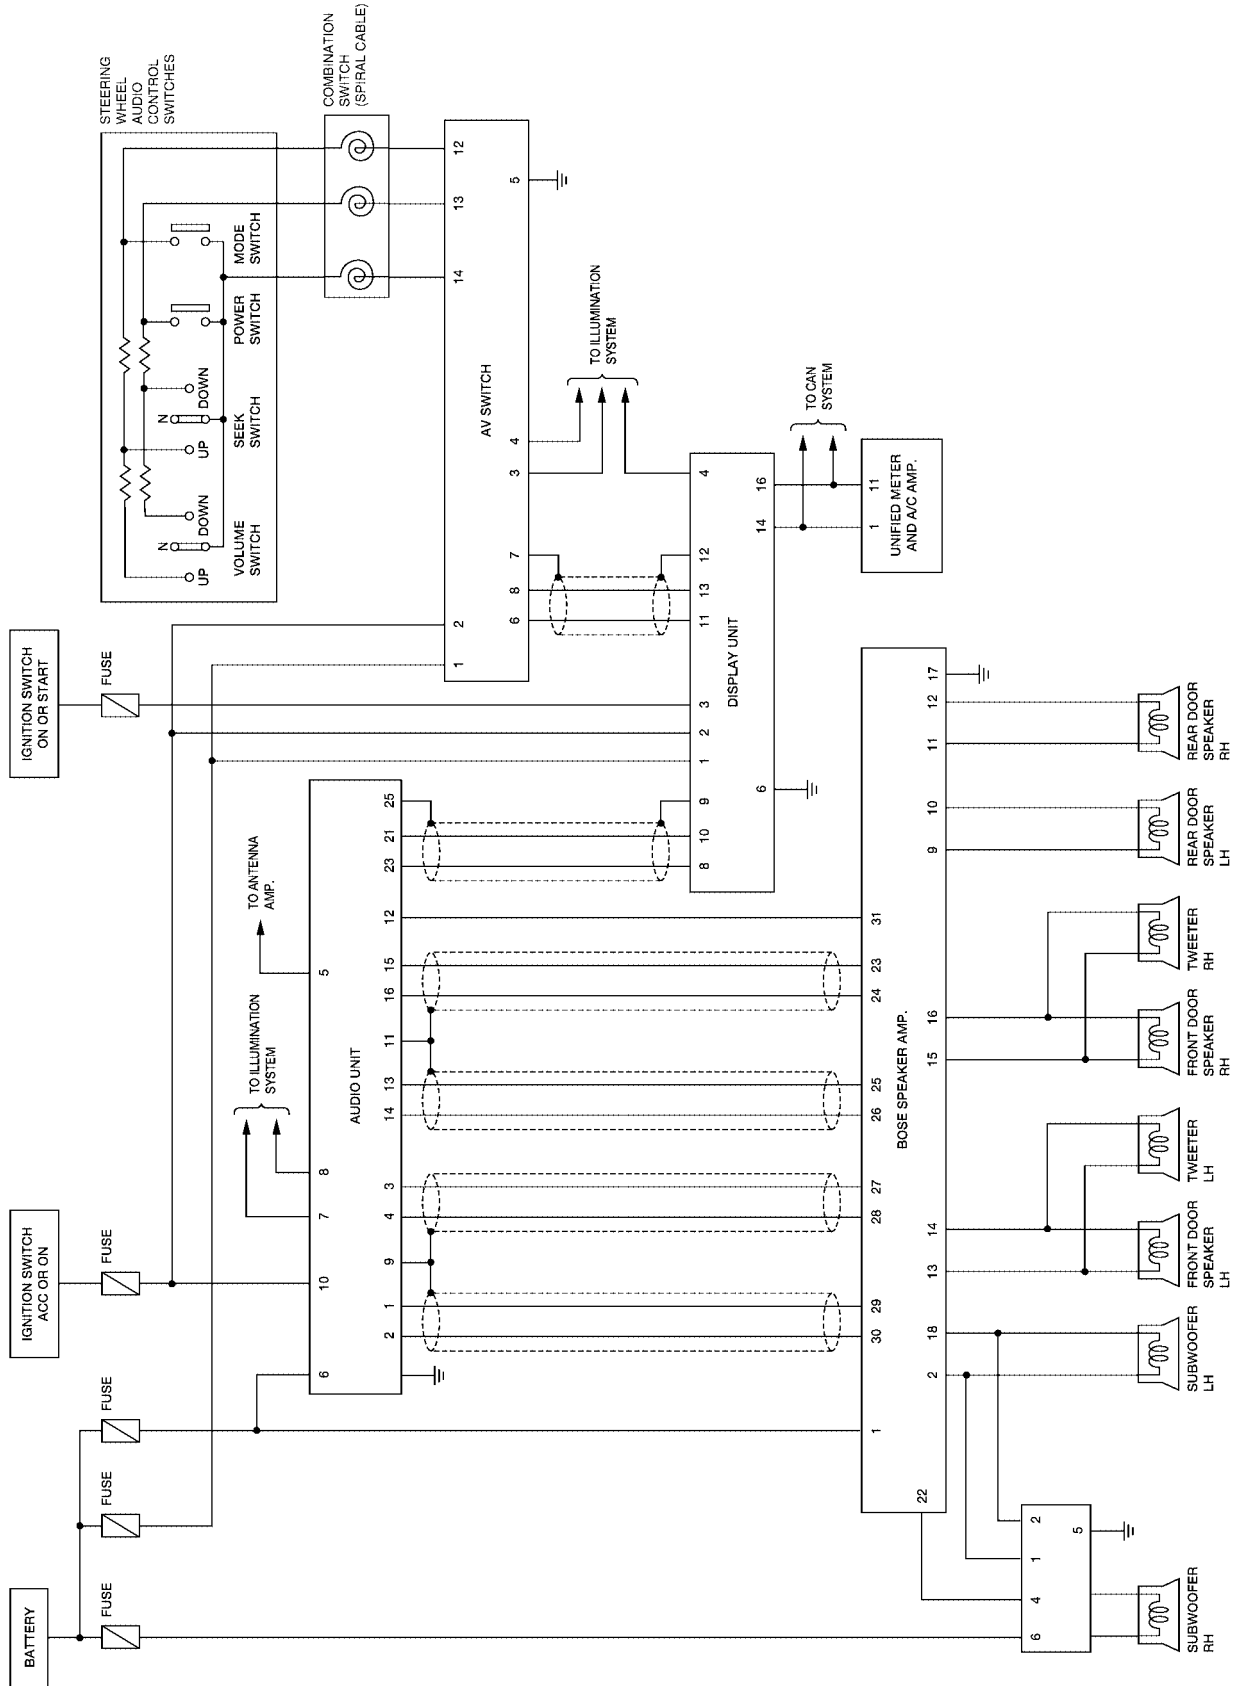 BATTERY
FUSE
FUSE
FUSE
IGNITION SWITCH
ACC OR ON
FUSE
IGNITION SWITCH
ON OR START
FUSE
STEERING
WHEEL
AUDIO
CONTROL
SWITCHES
UP
N
DOWN
VOLUME
SWITCH
UP
N
DOWN
SEEK
SWITCH
POWER
SWITCH
MODE
SWITCH
COMBINATION
SWITCH
(SPIRAL CABLE)
TO ILLUMINATION
SYSTEM
TO ANTENNA
AMP.
6
10
7
8
5
AUDIO UNIT
2
1
9
4
3
14
13
11
16
15
12
23
21
25
1
2
14
13
12
AV SWITCH
6
8
7
3
4
5
TO ILLUMINATION
SYSTEM
8
10
9
1
2
3
11
13
12
4
DISPLAY UNIT
6
14
16
TO CAN
SYSTEM
1
11
UNIFIED METER
AND A/C AMP.
1
30
29
28
27
26
25
24
23
31
BOSE SPEAKER AMP.
22
2
18
13
14
15
16
9
10
11
12
17
6
4
1
2
5
SUBWOOFER
RH
SUBWOOFER
LH
FRONT DOOR
SPEAKER
LH
TWEETER
LH
FRONT DOOR
SPEAKER
RH
TWEETER
RH
REAR DOOR
SPEAKER
LH
REAR DOOR
SPEAKER
RH